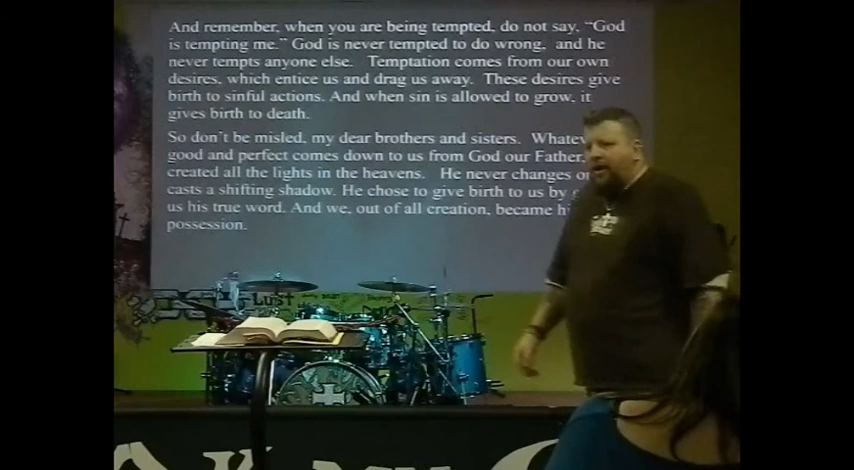 And remember, when you are being tempted, do not say, “God
is tempting me.” God is never tempted to do wrong, and he
never tempts anyone else. Temptation comes from our own
desires, which entice us and drag us away. These desires give
birth to sinful actions. And when sin is allowed to grow, it
gives birth to death.
So don't be misled, my dear brothers and sisters. Whatev
good and perfect comes down to us from God our Father,
created all the lights in the heavens. He never changes or
casts a shifting shadow. He chose to give birth to us by g
us his true word. And we, out of all creation, became hi
possession.
Lust